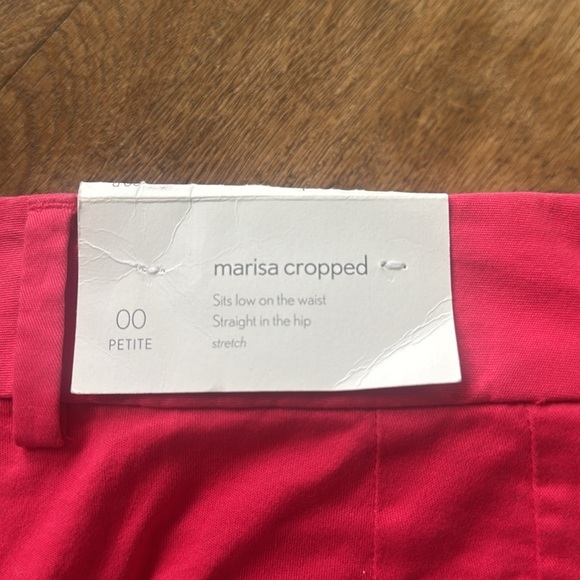 marisa cropped
Sits low on the waist
Straight in the hip
stretch
00
PETITE